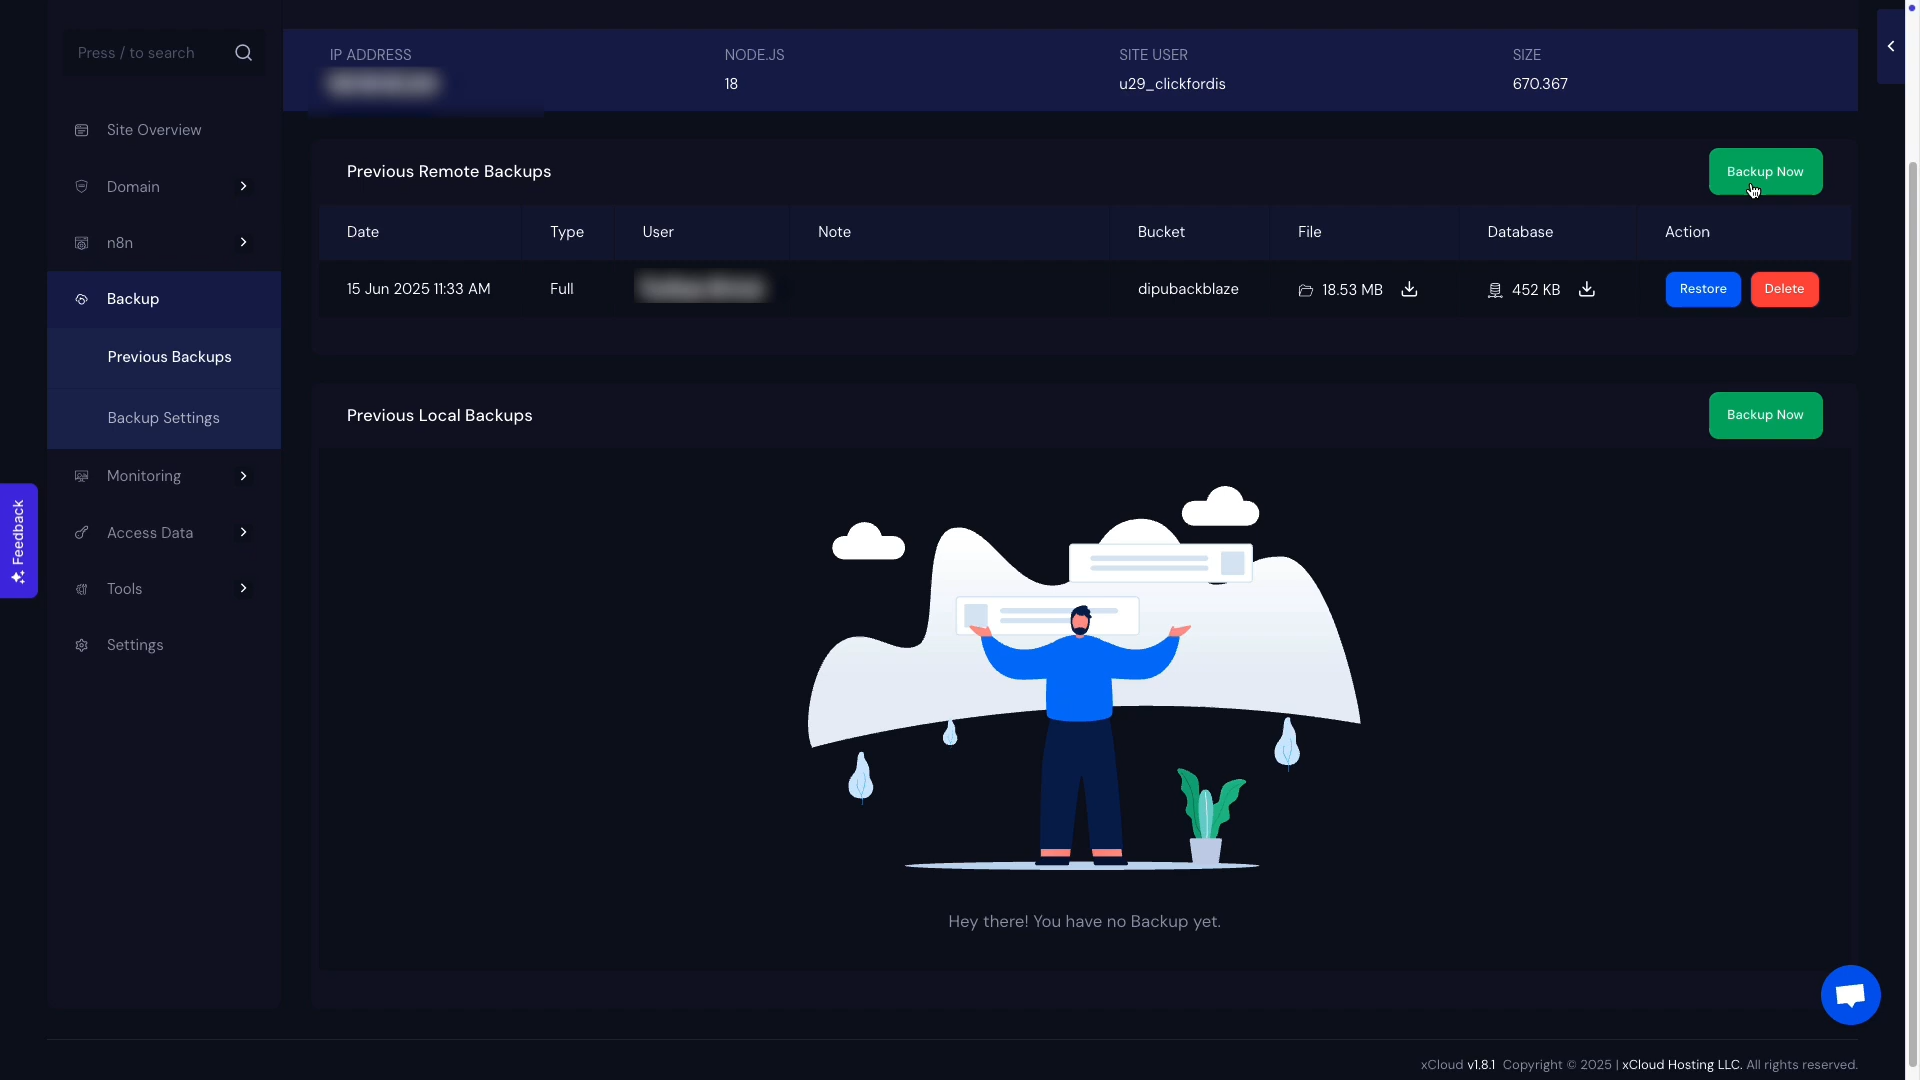 Press / to search
Site Overview
Domain
n8n
Backup
Previous Backups
Backup Settings
Monitoring
Access Data
Tools
Settings
Feedback
IP ADDRESS
NODE.JS
18
SITE USER
u29_clickfordis
SIZE
670.367
Previous Remote Backups
Backup Now
Date Type User Note Bucket File Database Action
15 Jun 2025 11:33 AM Full dipubackblaze 18.53 MB 452 KB Restore Delete
Previous Local Backups
Backup Now
Hey there! You have no Backup yet.
xCloud v1.8.1 Copyright © 2025 | xCloud Hosting LLC. All rights reserved.